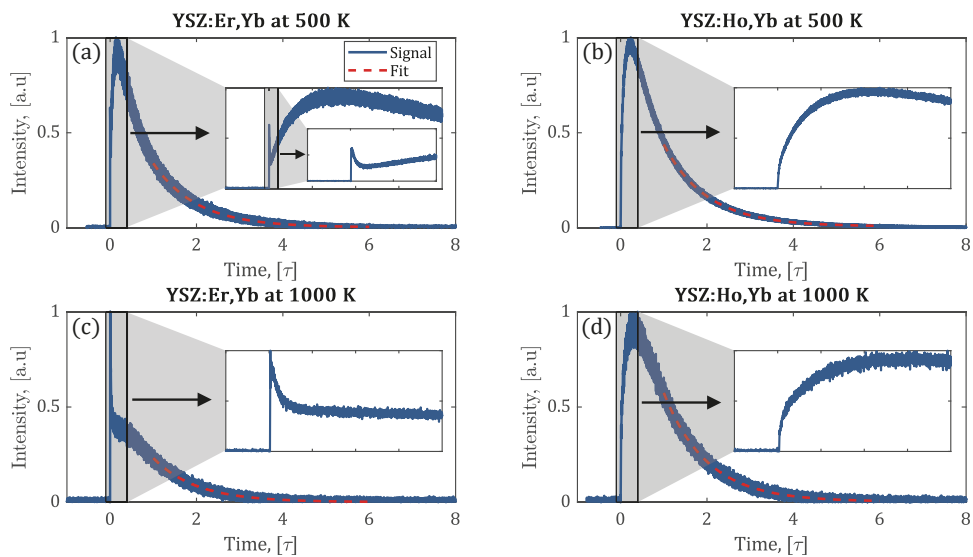 YSZ:Er,Yb at 500 K
(a)
Signal
Fit
Intensity, [a.u]
1
0.5
0
0 2 4 6 8
Time, [τ]
YSZ:Ho,Yb at 500 K
(b)
Intensity, [a.u]
1
0.5
0
0 2 4 6 8
Time, [τ]
YSZ:Er,Yb at 1000 K
(c)
Intensity, [a.u]
1
0.5
0
0 2 4 6 8
Time, [τ]
YSZ:Ho,Yb at 1000 K
(d)
Intensity, [a.u]
1
0.5
0
0 2 4 6 8
Time, [τ]